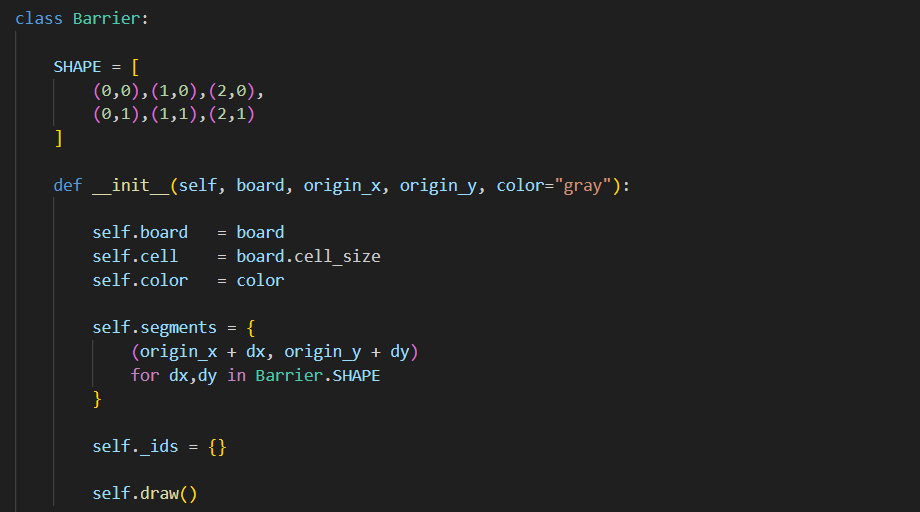 class Barrier:
SHAPE = [
(0,0),(1,0),(2,0),
(0,1),(1,1),(2,1)
]
def __init__(self, board, origin_x, origin_y, color="gray"):
self.board   = board
self.cell    = board.cell_size
self.color   = color
self.segments = {
(origin_x + dx, origin_y + dy)
for dx,dy in Barrier.SHAPE
}
self._ids = {}
self.draw()